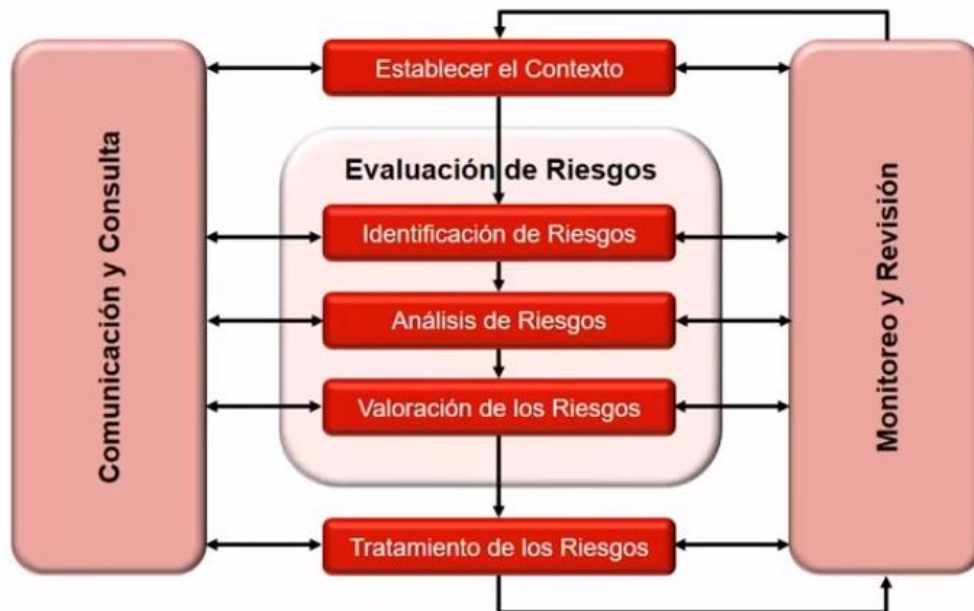 Establecer el Contexto
Comunicación y Consulta
Evaluación de Riesgos
Identificación de Riesgos
Análisis de Riesgos
Valoración de los Riesgos
Tratamiento de los Riesgos
Monitoreo y Revisión